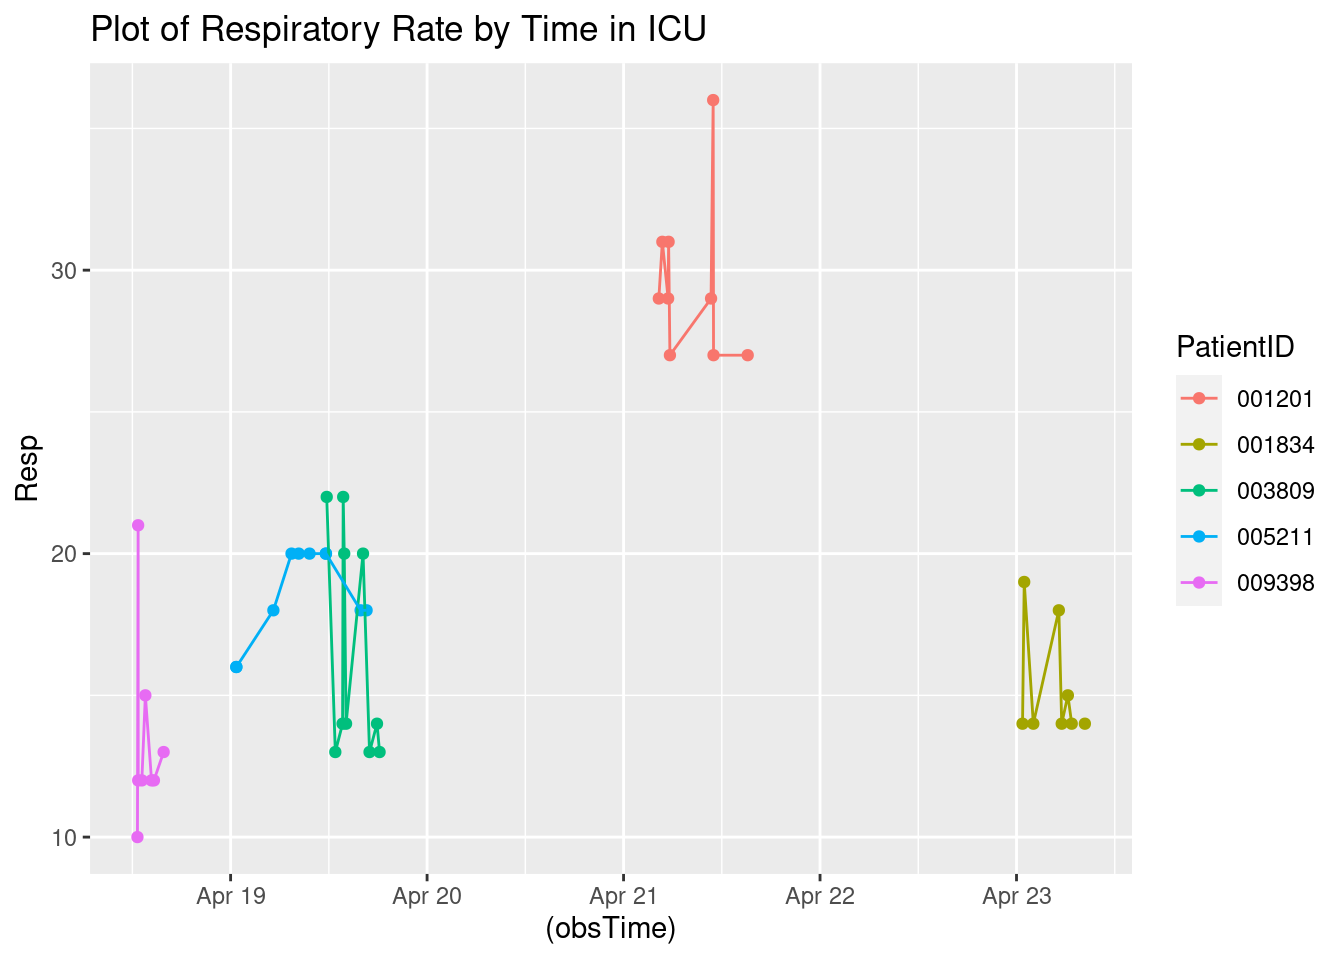 Plot of Respiratory Rate by Time in ICU
Resp
30
20
10
Apr 19
Apr 20
Apr 21
Apr 22
Apr 23
(obsTime)
PatientID
001201
001834
003809
005211
009398